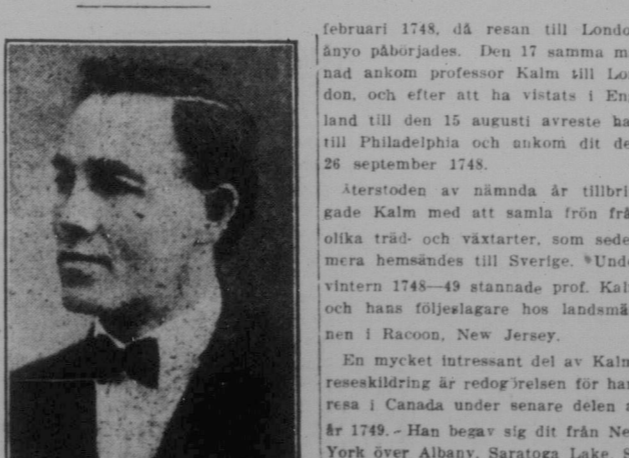 februari 1748, då resan till Londo
ånyo påbörjades. Den 17 samma m
nad ankom professor Kalm till Lo
don, och efter att ha vistats i En
land till den 15 augusti avreste ha
till Philadelphia och ankom dit de
26 september 1748.
Återstoden av nämnda år tillbri
gade Kalm med att samla frön frå
olika träd- och växtarter, som sede
mera hemsändes till Sverige. Unde
vintern 1748—49 stannade prof. Kal
och hans följeslagare hos landsmä
nen i Racoon, New Jersey.
En mycket intressant del av Kalm
reseskildring är redogörelsen för han
resa i Canada under senare delen a
år 1749. - Han begav sig dit från Ne
York över Albany, Saratoga Lake, S